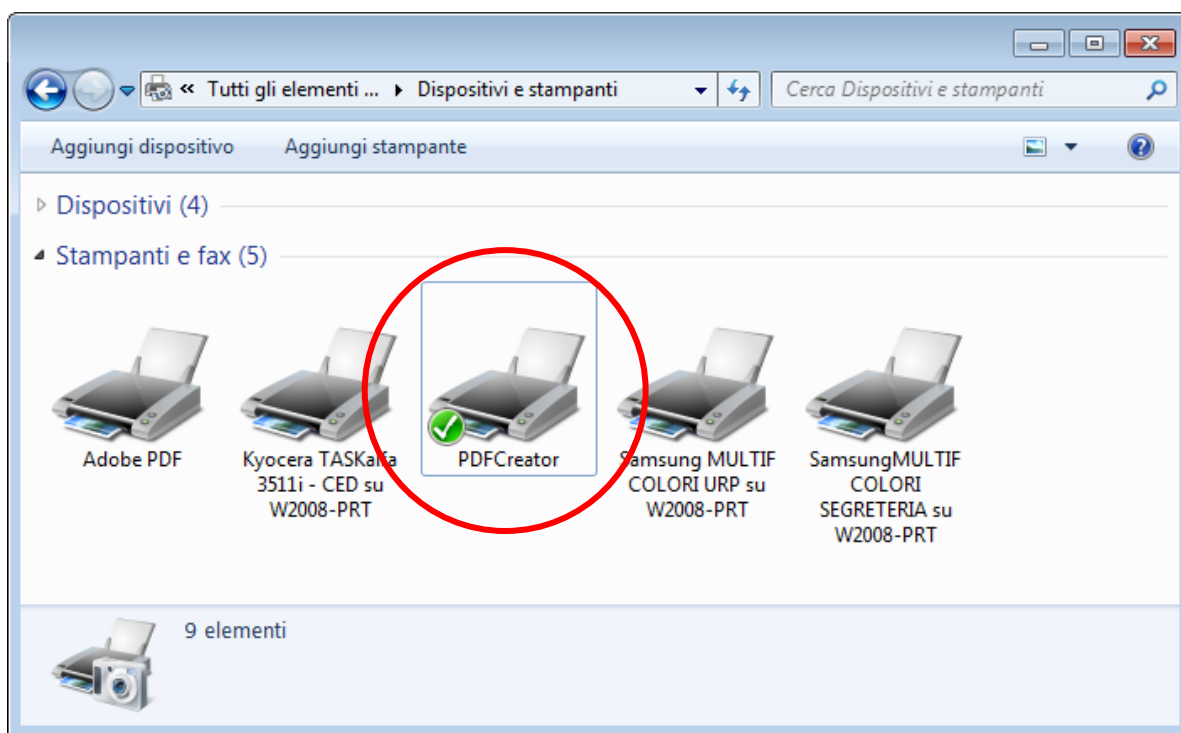 « Tutti gli elementi ... ▸ Dispositivi e stampanti
Cerca Dispositivi e stampanti
Aggiungi dispositivo Aggiungi stampante
Dispositivi (4)
Stampanti e fax (5)
Adobe PDF
Kyocera TASKalfa
3511i - CED su
W2008-PRT
PDFCreator
Samsung MULTIF
COLORI URP su
W2008-PRT
SamsungMULTIF
COLORI
SEGRETERIA su
W2008-PRT
9 elementi